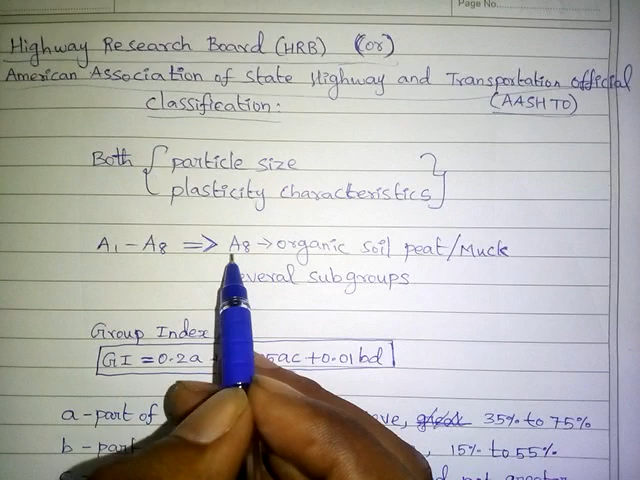 Page No.
Highway Research Board (HRB) (or)
American Association of State Highway and Transportation official
classification: (AASHTO)
Both { particle size
plasticity characteristics }
A1 - A8 => A8 → organic soil peat/Muck
several subgroups
Group Index
GI = 0.2a 5ac + 0.01bd
a - part of 35% to 75%
b - part , 15% to 55%